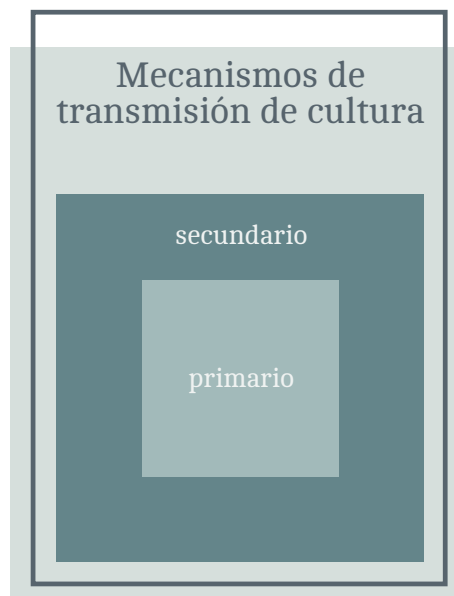 Mecanismos de
transmisión de cultura
secundario
primario